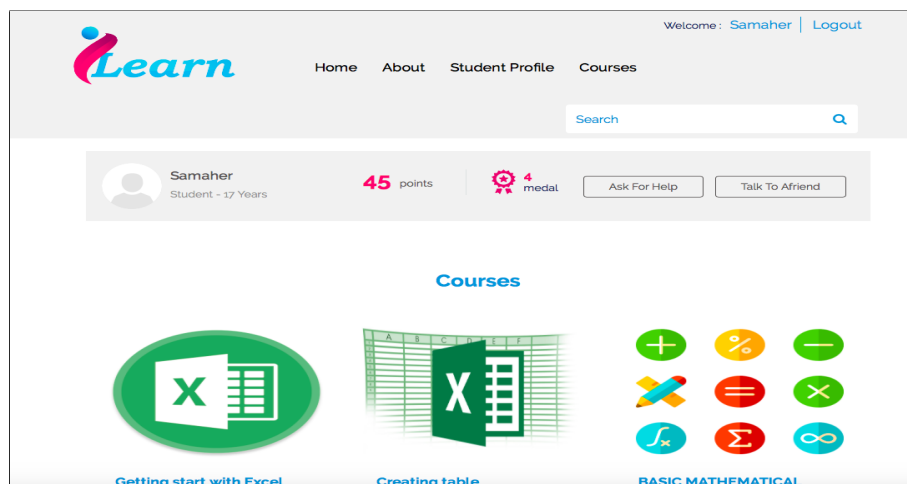 Welcome : Samaher | Logout
iLearn
Home About Student Profile Courses
Search
Samaher
Student - 17 Years
45 points
4
medal
Ask For Help
Talk To Afriend
Courses
A B C D E F
X
X
+ % −
= ×
∫x Σ ∞
Getting start with Excel
Creating table
BASIC MATHEMATICAL